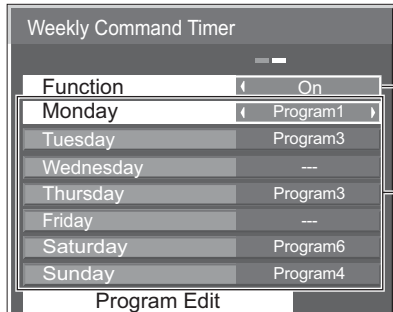 Weekly Command Timer
Function On
Monday Program1
Tuesday Program3
Wednesday ---
Thursday Program3
Friday ---
Saturday Program6
Sunday Program4
Program Edit